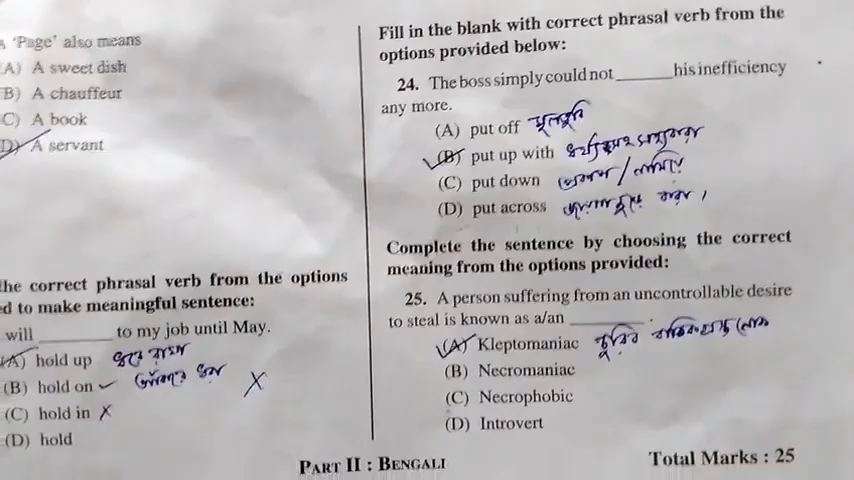 'Page' also means
(A) A sweet dish
(B) A chauffeur
(C) A book
(D) A servant
the correct phrasal verb from the options
ed to make meaningful sentence:
will ________ to my job until May.
(A) hold up ধরে রাখা
(B) hold on
(C) hold in X
(D) hold
Fill in the blank with correct phrasal verb from the
options provided below:
24. The boss simply could not ______ his inefficiency
any more.
(A) put off মুলতুবি
(B) put up with
(C) put down
(D) put across
Complete the sentence by choosing the correct
meaning from the options provided:
25. A person suffering from an uncontrollable desire
to steal is known as a/an ________ .
(A) Kleptomaniac চুরির বাতিকগ্রস্ত লোক
(B) Necromaniac
(C) Necrophobic
(D) Introvert
PART II : BENGALI
Total Marks : 25